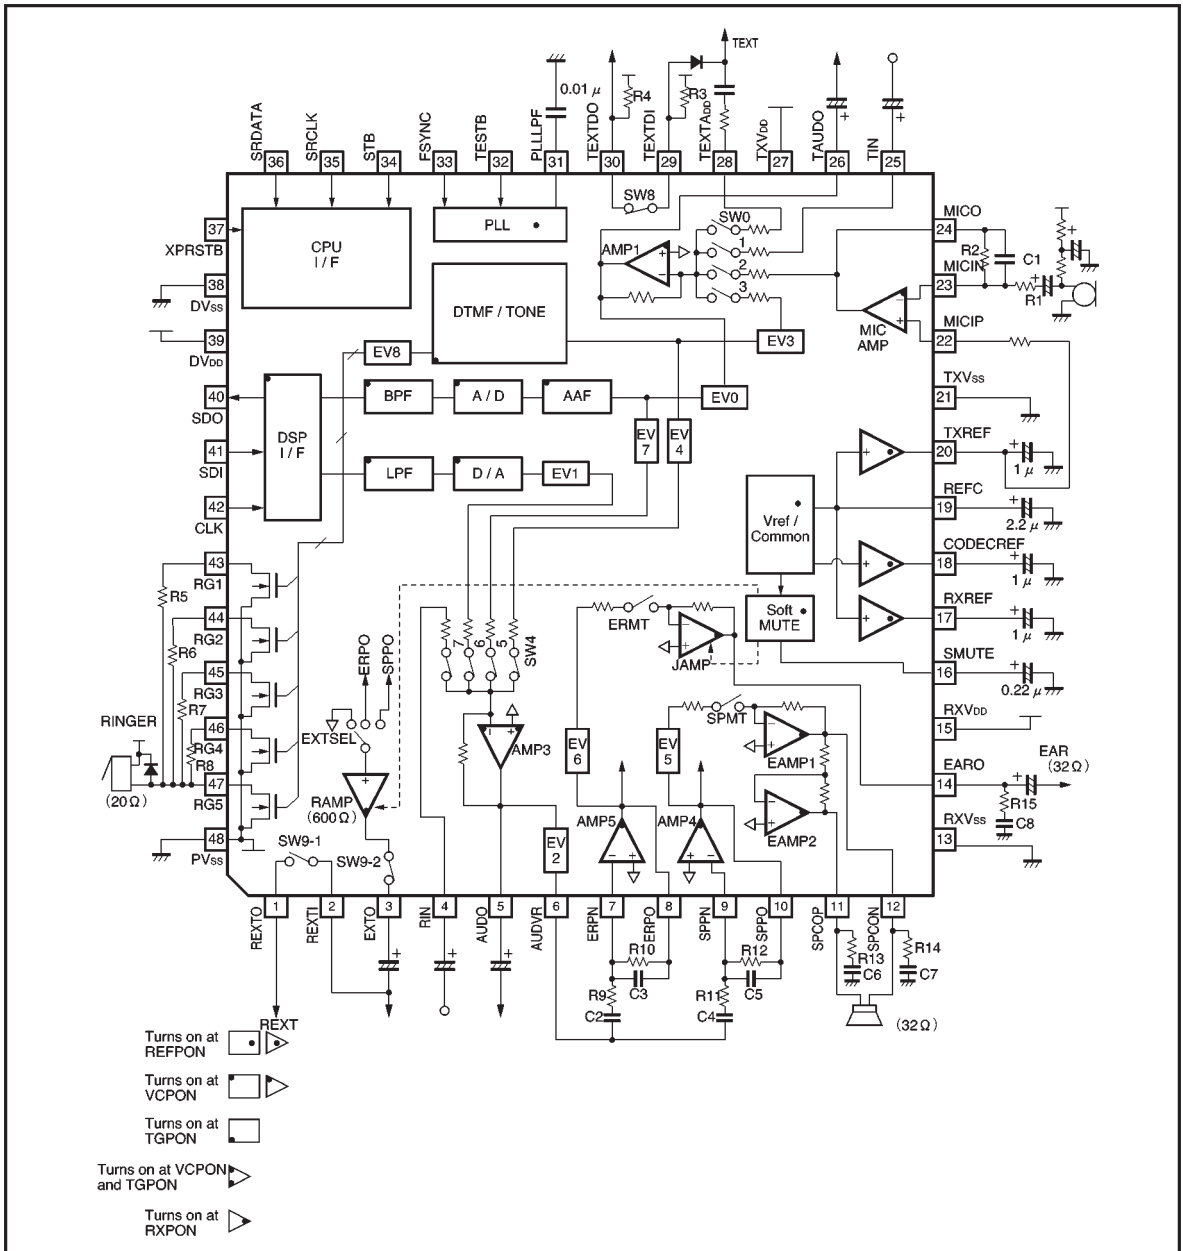 TEXT
0.01 μ
R4
R3
SRDATA
SRCLK
STB
FSYNC
TESTB
PLLLPF
TEXTDO
TEXTDI
TEXTADD
TXVDD
TAUDO
TIN
36
35
34
33
32
31
30
29
28
27
26
25
+
+
37
XPRSTB
CPU
I / F
PLL
SW8
SW0
1
2
3
AMP1
+
−
MICO
24
R2
C1
MICIN
23
R1
+
+
MIC
AMP
−
+
MICIP
22
38
DVSS
39
DVDD
DTMF / TONE
EV8
EV3
TXVSS
21
40
SDO
BPF
A / D
AAF
EV0
DSP
I / F
EV
7
EV
4
41
SDI
LPF
D / A
EV1
TXREF
20
+
1 μ
42
CLK
Vref /
Common
REFC
19
+
2.2 μ
CODECREF
18
+
1 μ
RXREF
17
+
1 μ
+
+
+
43
RG1
R5
44
RG2
R6
45
RG3
R7
46
RG4
R8
47
RG5
RINGER
(20Ω)
48
PVSS
Soft
MUTE
SMUTE
16
+
0.22 μ
ERMT
JAMP
−
+
7
6
5
SW4
ERPO
SPPO
EXTSEL
RAMP
(600Ω)
+
AMP3
−
+
EV
6
EV
5
SPMT
EAMP1
−
+
EAMP2
−
+
RXVDD
15
EARO
14
+
EAR
(32Ω)
R15
C8
RXVSS
13
SW9-1
SW9-2
EV
2
AMP5
−
+
AMP4
+
−
1
2
3
4
5
6
7
8
9
10
11
12
REXTO
REXTI
EXTO
RIN
AUDO
AUDVR
ERPN
ERPO
SPPN
SPPO
SPCOP
SPCON
+
+
+
R10
C3
R9
C2
R12
C5
R11
C4
R13
C6
R14
C7
(32Ω)
REXT
Turns on at
REFPON
Turns on at
VCPON
Turns on at
TGPON
Turns on at VCPON
and TGPON
Turns on at
RXPON